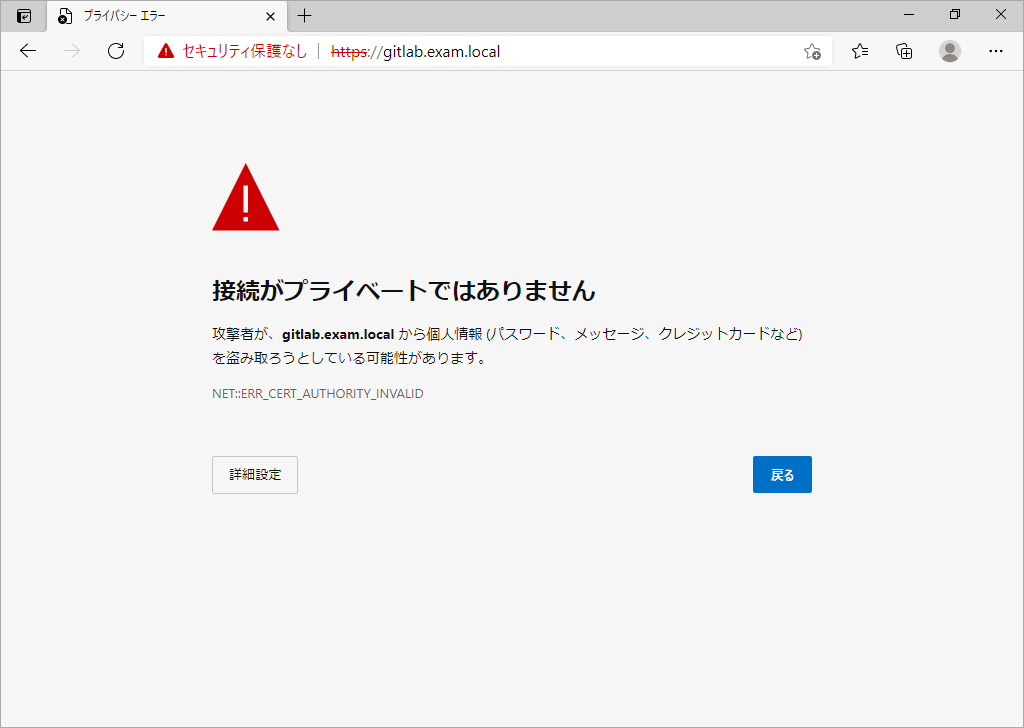 プライバシー エラー
セキュリティ保護なし https://gitlab.exam.local
接続がプライベートではありません
攻撃者が、gitlab.exam.local から個人情報 (パスワード、メッセージ、クレジットカードなど)
を盗み取ろうとしている可能性があります。
NET::ERR_CERT_AUTHORITY_INVALID
詳細設定
戻る